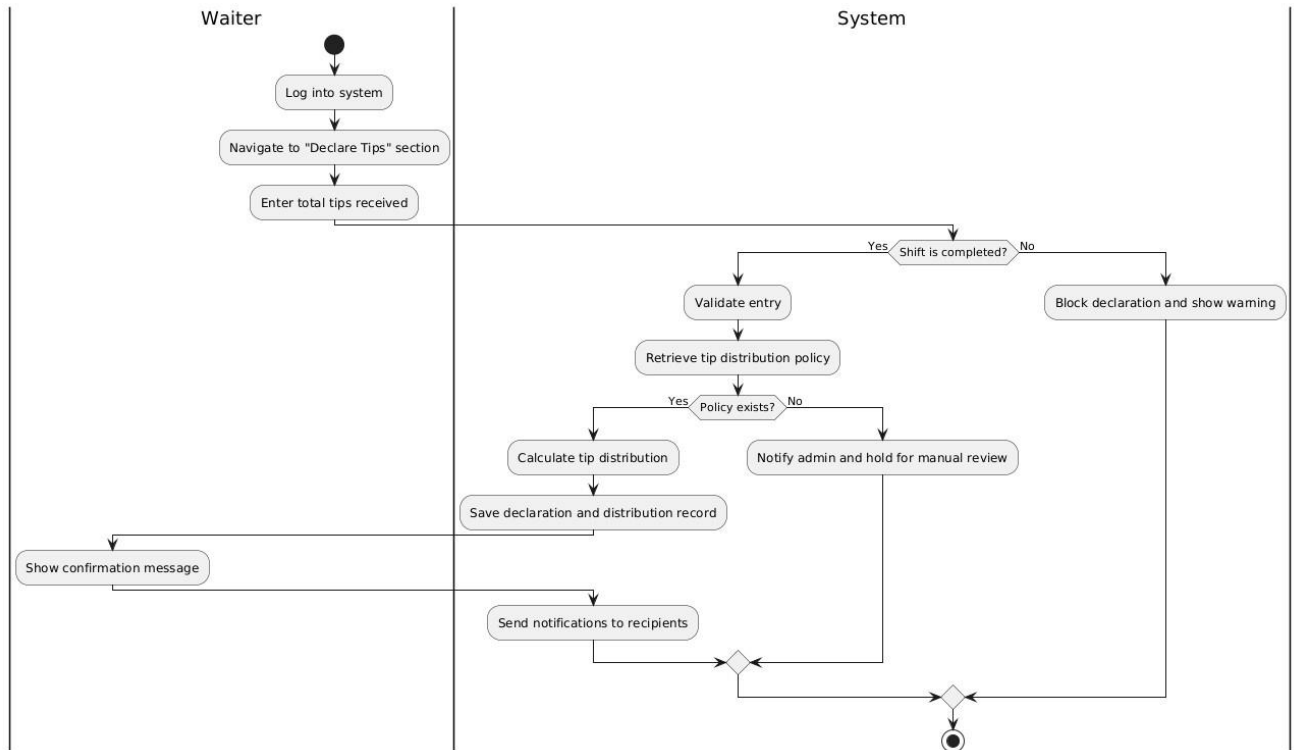 Waiter
System
Log into system
Navigate to "Declare Tips" section
Enter total tips received
Yes
Shift is completed?
No
Validate entry
Block declaration and show warning
Retrieve tip distribution policy
Yes
Policy exists?
No
Calculate tip distribution
Notify admin and hold for manual review
Save declaration and distribution record
Show confirmation message
Send notifications to recipients